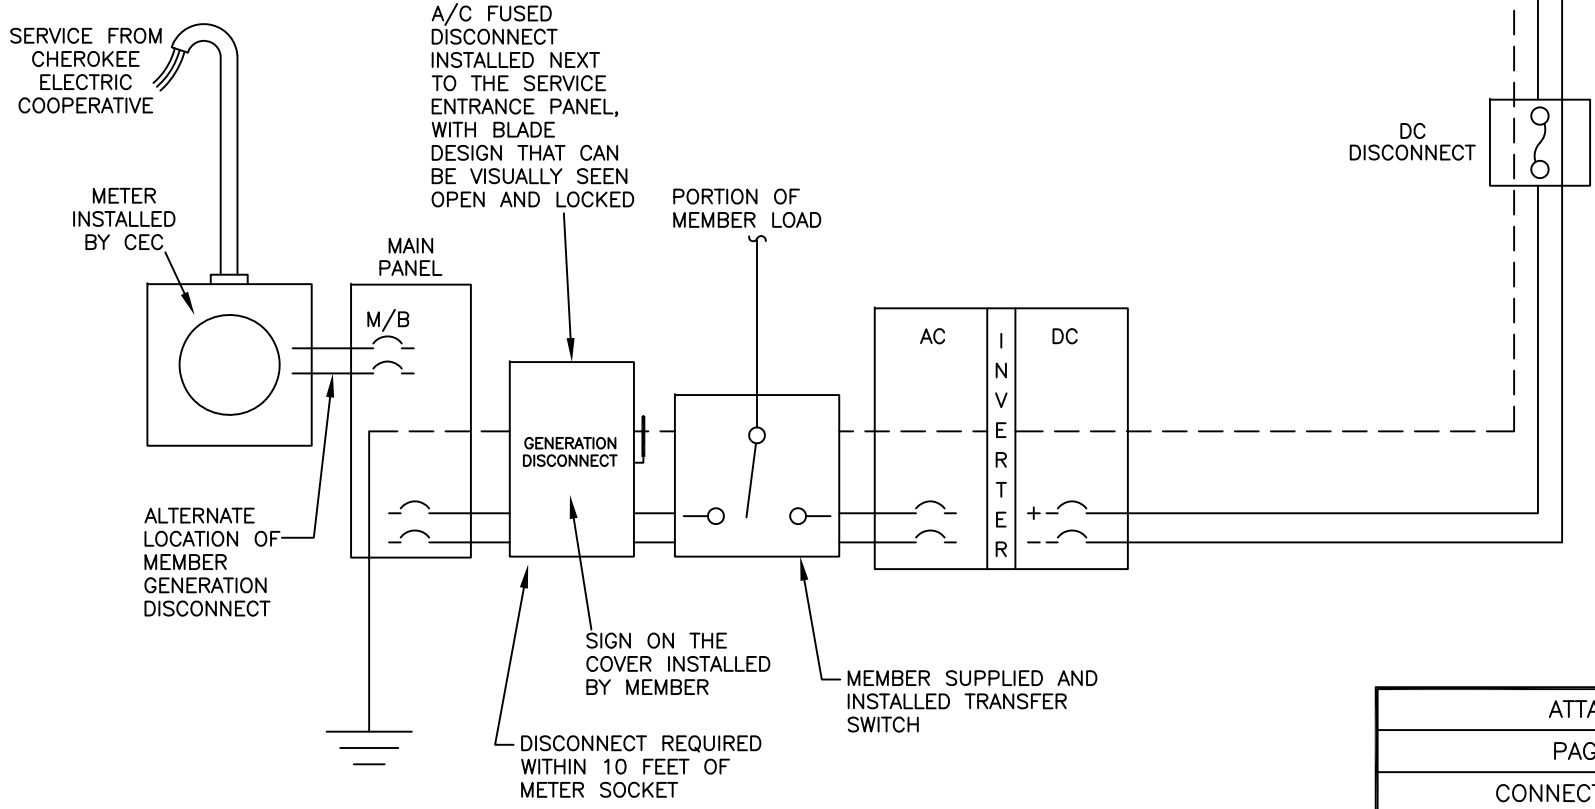 SERVICE FROM
CHEROKEE
ELECTRIC
COOPERATIVE
A/C FUSED
DISCONNECT
INSTALLED NEXT
TO THE SERVICE
ENTRANCE PANEL,
WITH BLADE
DESIGN THAT CAN
BE VISUALLY SEEN
OPEN AND LOCKED
DC
DISCONNECT
METER
INSTALLED
BY CEC
PORTION OF
MEMBER LOAD
MAIN
PANEL
M/B
AC
INVERTER
DC
GENERATION
DISCONNECT
+
-
ALTERNATE
LOCATION OF
MEMBER
GENERATION
DISCONNECT
SIGN ON THE
COVER INSTALLED
BY MEMBER
MEMBER SUPPLIED AND
INSTALLED TRANSFER
SWITCH
DISCONNECT REQUIRED
WITHIN 10 FEET OF
METER SOCKET